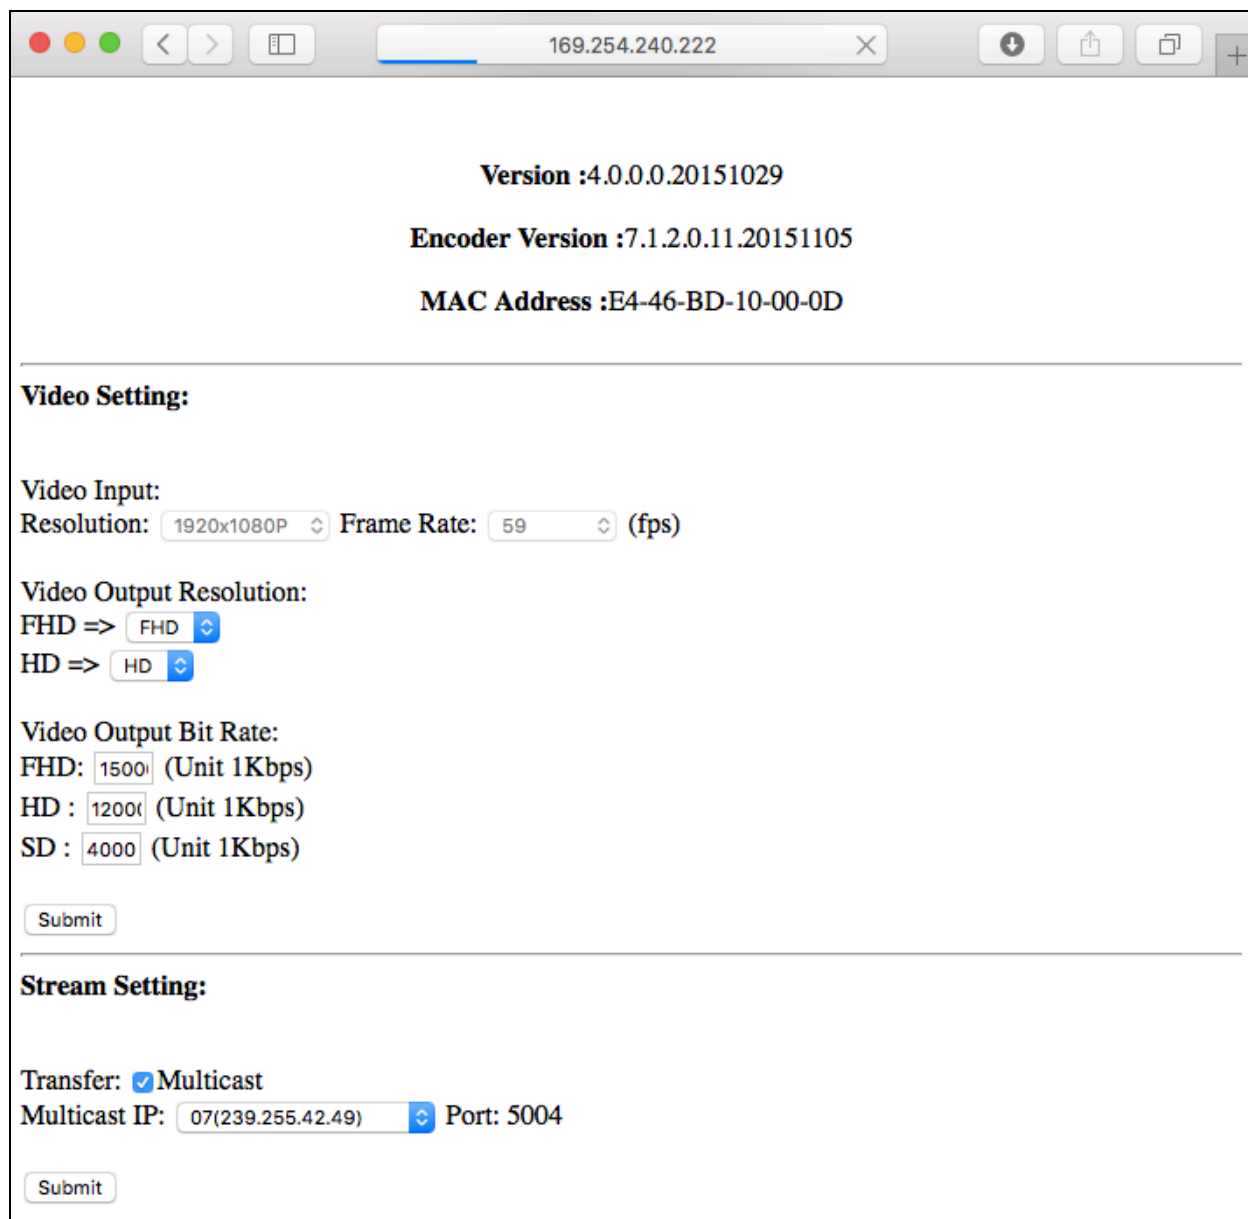 169.254.240.222
Version :4.0.0.0.20151029
Encoder Version :7.1.2.0.11.20151105
MAC Address :E4-46-BD-10-00-0D
Video Setting:
Video Input:
Resolution: 1920x1080P Frame Rate: 59 (fps)
Video Output Resolution:
FHD => FHD
HD => HD
Video Output Bit Rate:
FHD: 1500 (Unit 1Kbps)
HD : 1200 (Unit 1Kbps)
SD : 4000 (Unit 1Kbps)
Submit
Stream Setting:
Transfer: Multicast
Multicast IP: 07(239.255.42.49) Port: 5004
Submit